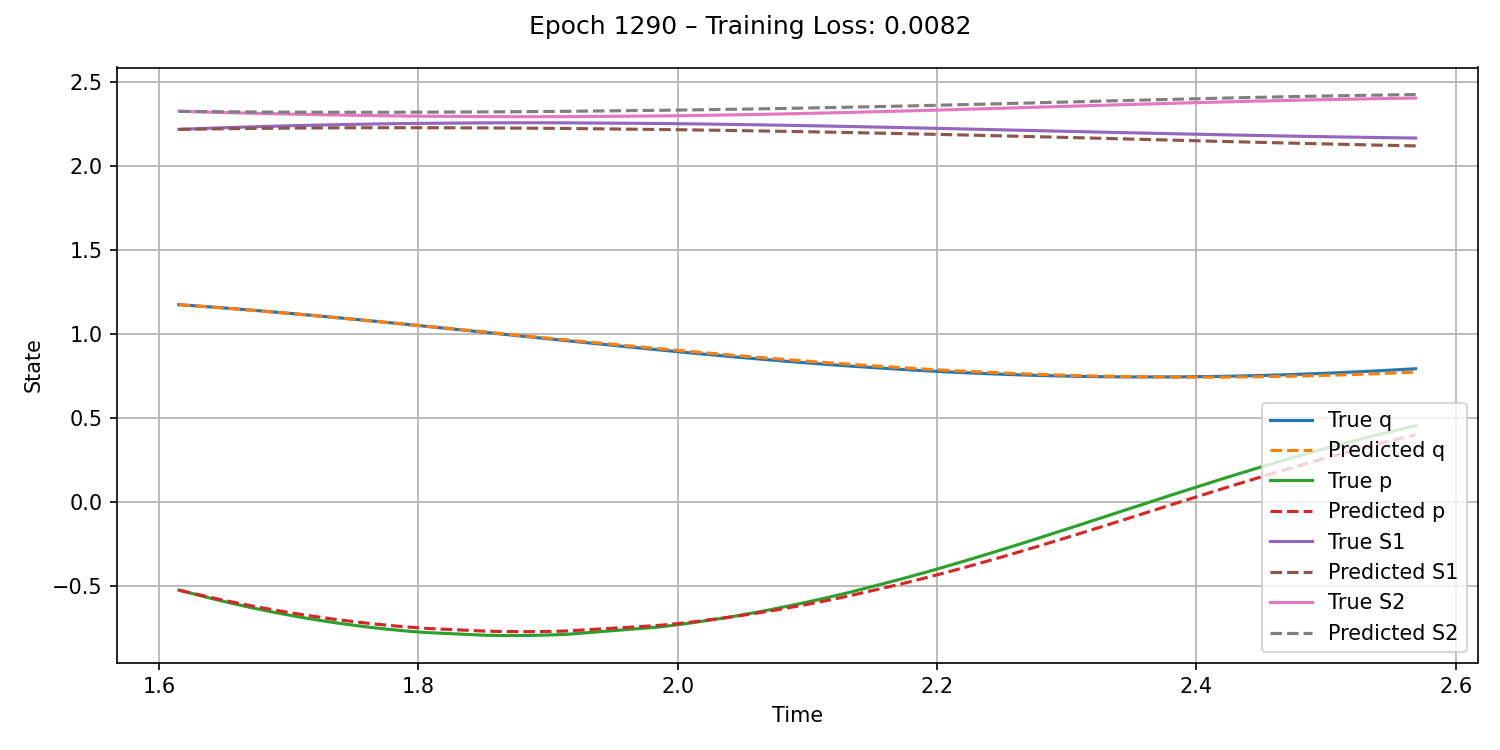 Epoch 1290 – Training Loss: 0.0082
2.5
2.0
1.5
1.0
0.5
0.0
−0.5
State
1.6
1.8
2.0
2.2
2.4
2.6
Time
True q
Predicted q
True p
Predicted p
True S1
Predicted S1
True S2
Predicted S2